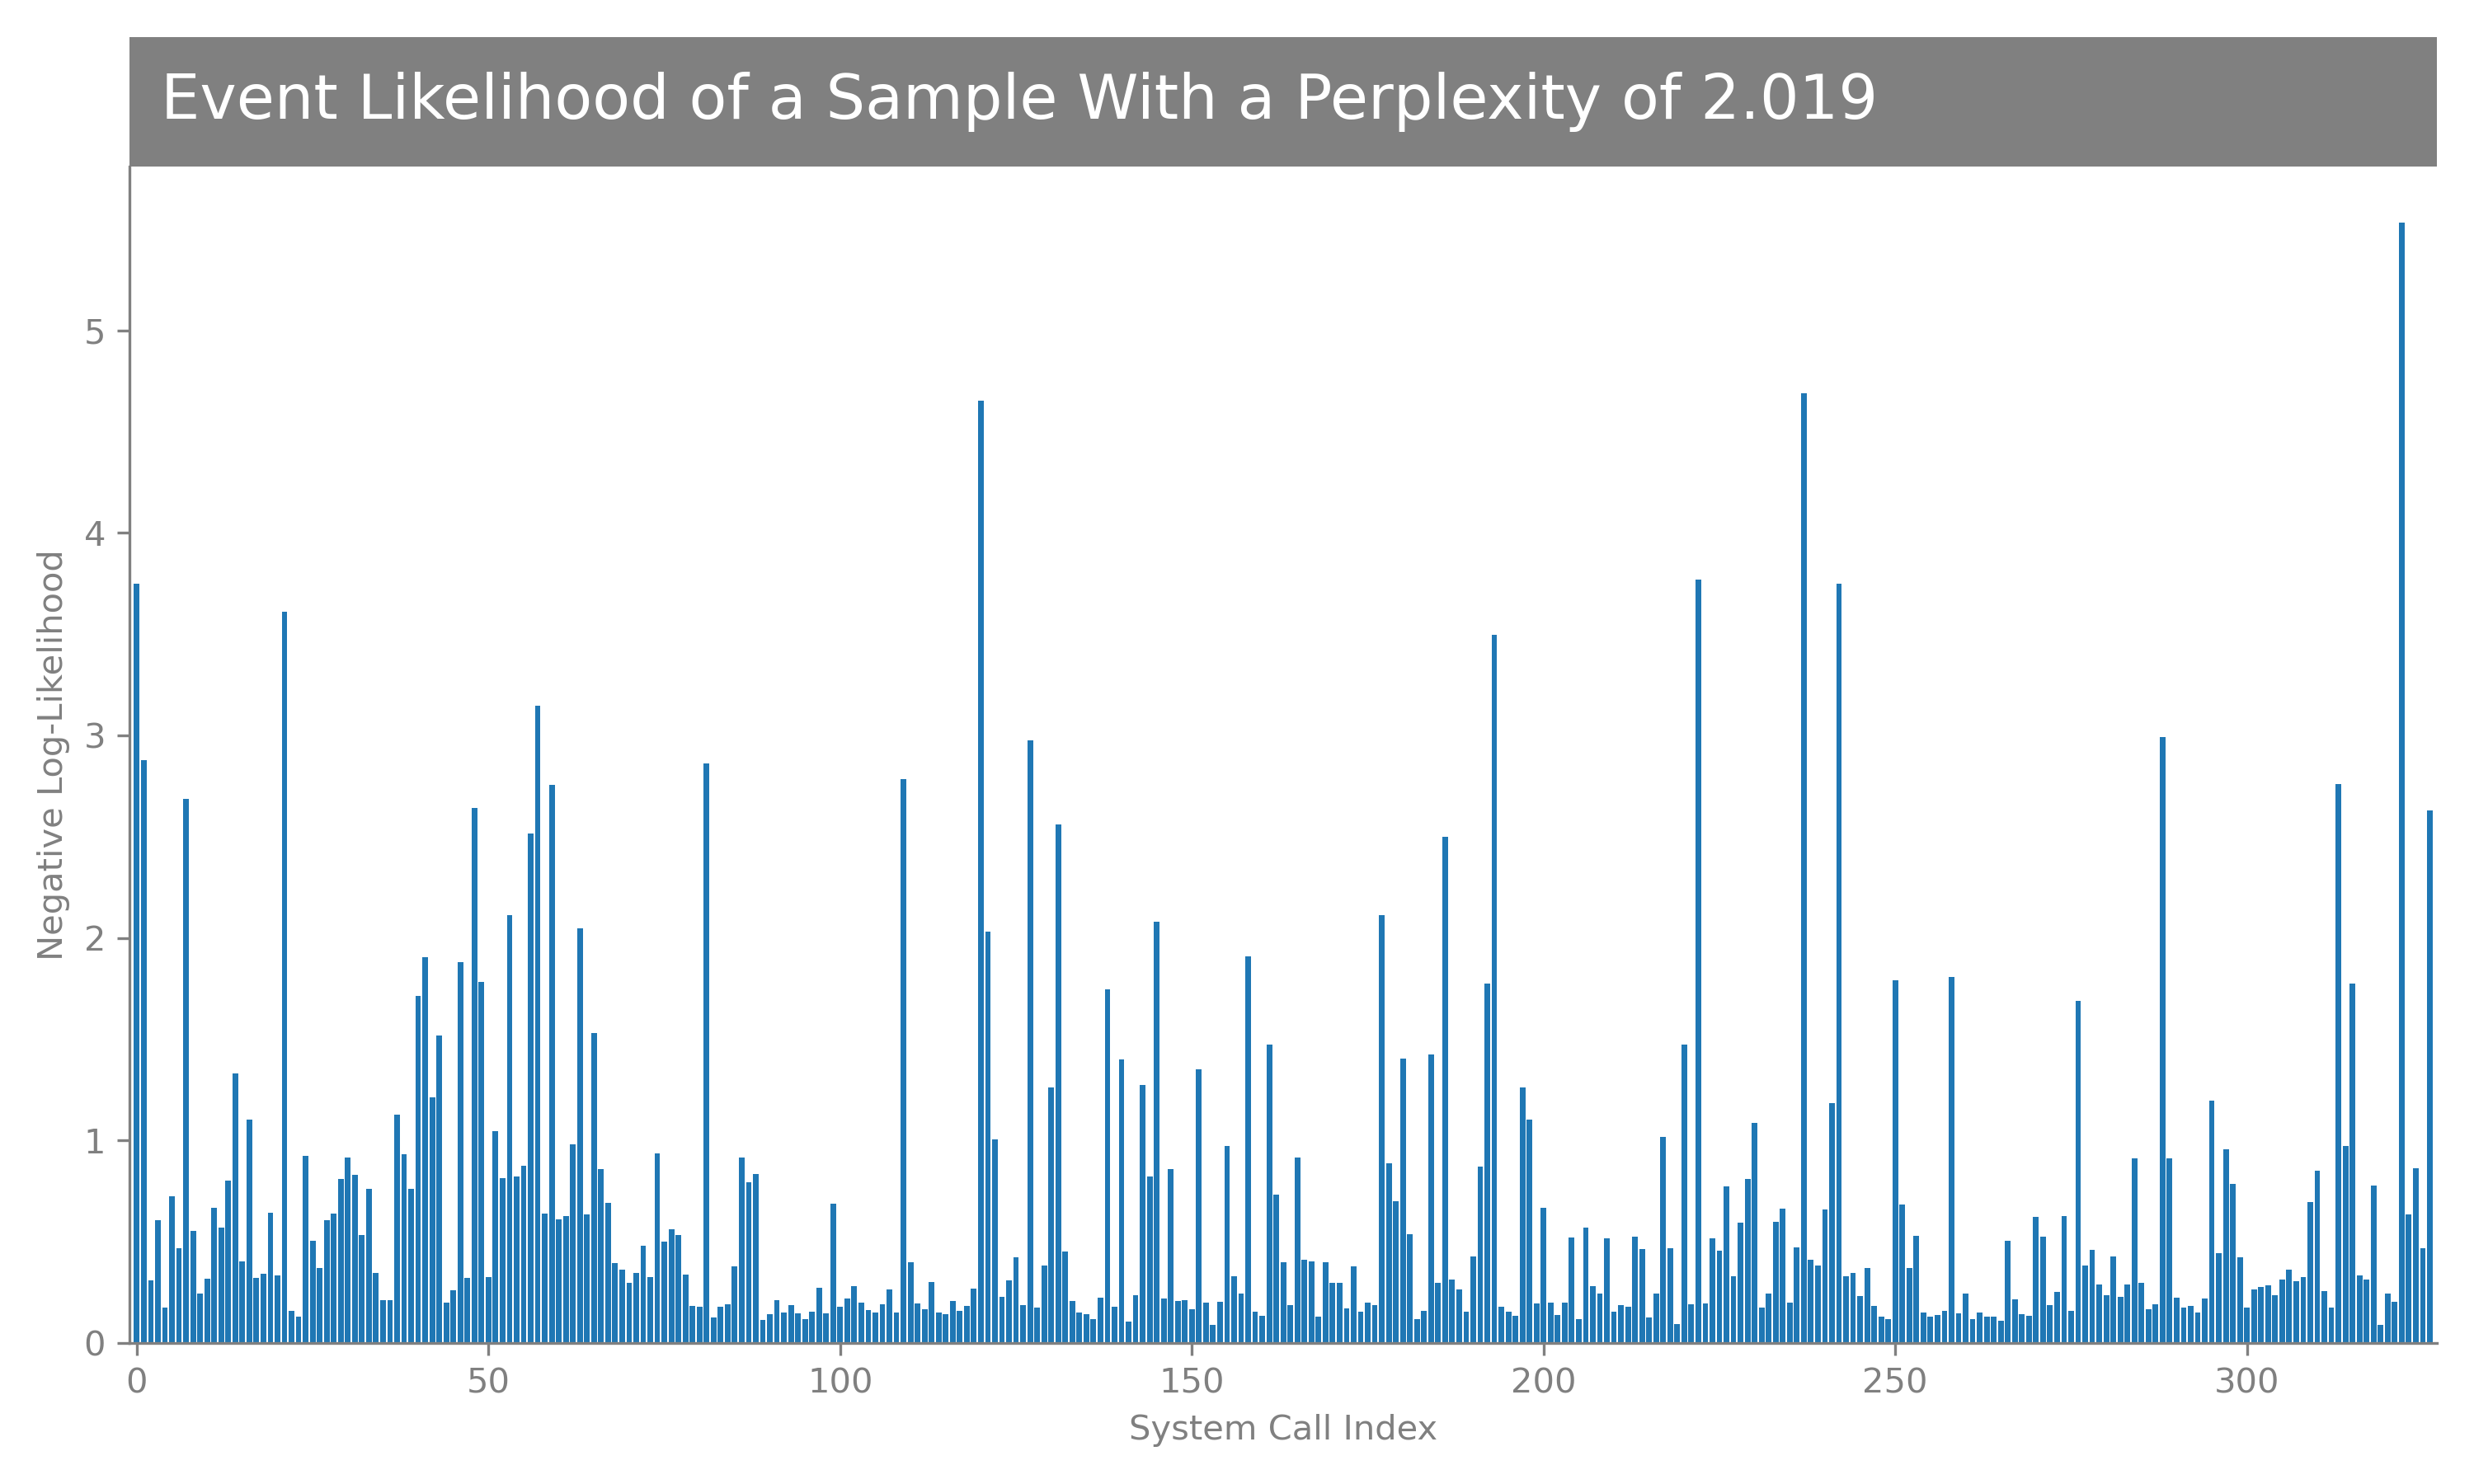 Event Likelihood of a Sample With a Perplexity of 2.019
Negative Log-Likelihood
5
4
3
2
1
0
0 50 100 150 200 250 300
System Call Index